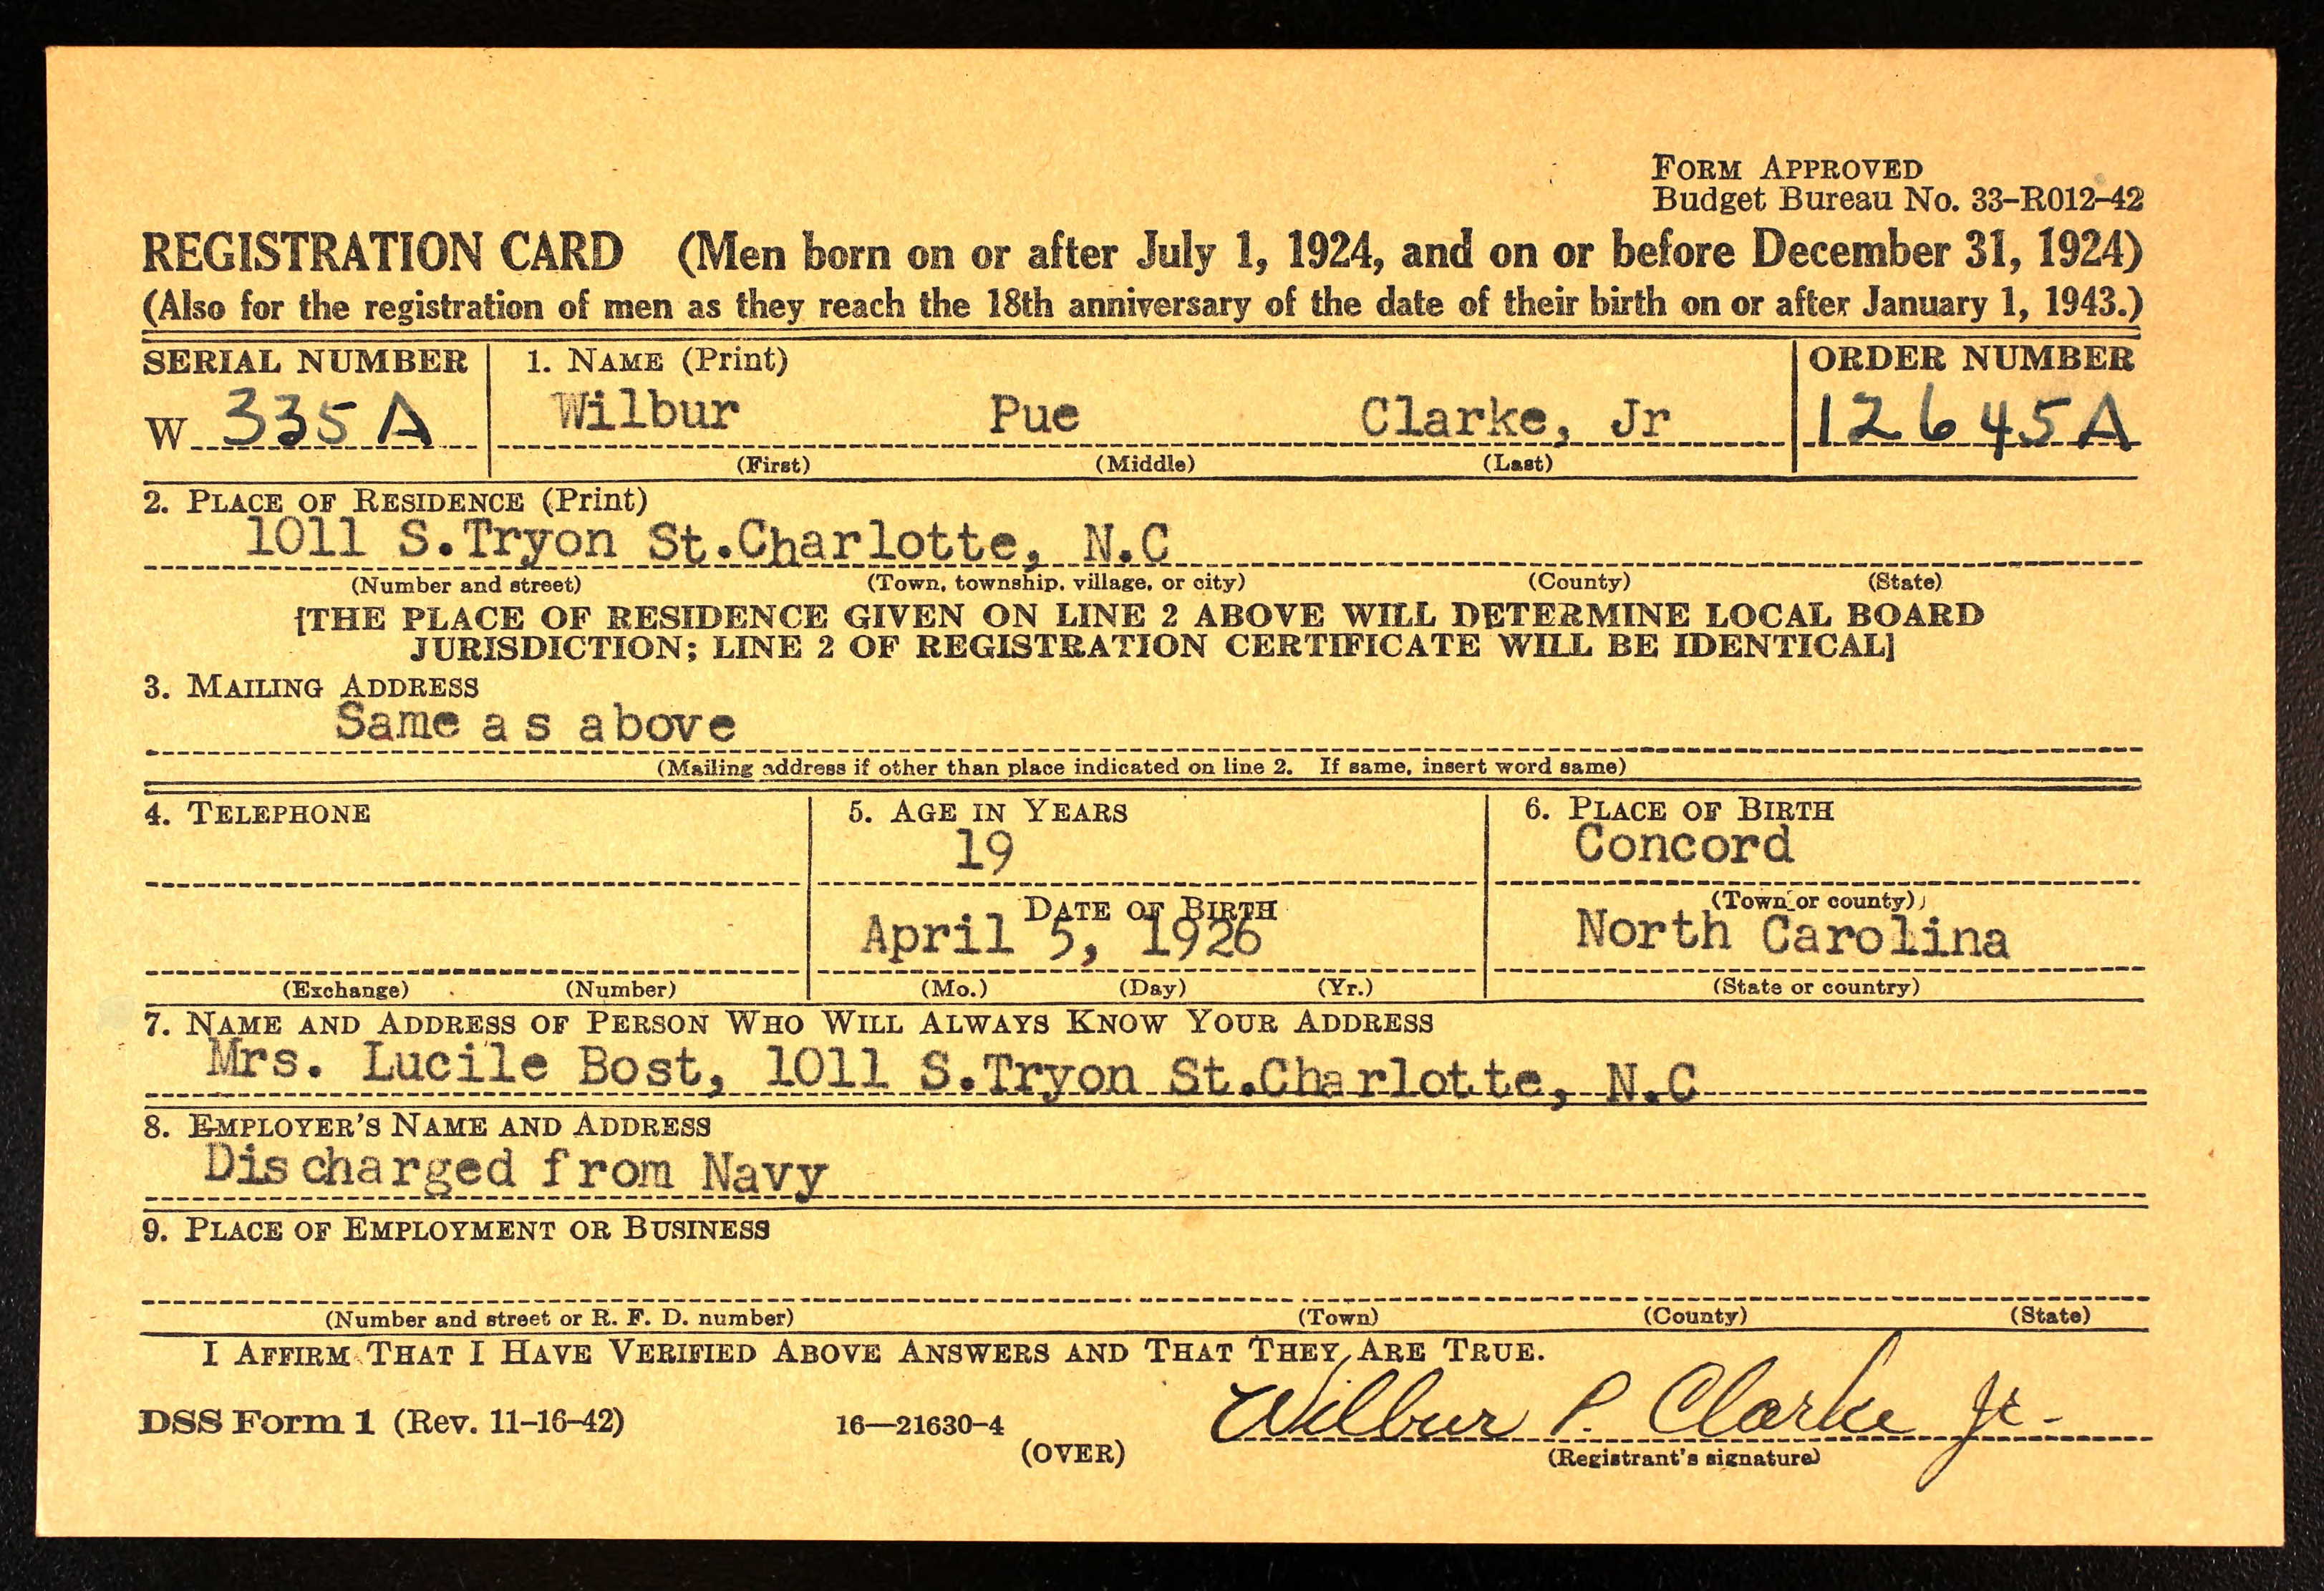 FORM APPROVED
Budget Bureau No. 33-R012-42
REGISTRATION CARD (Men born on or after July 1, 1924, and on or before December 31, 1924)
(Also for the registration of men as they reach the 18th anniversary of the date of their birth on or after January 1, 1943.)
SERIAL NUMBER 1. NAME (Print) ORDER NUMBER
W 335A Wilbur Pue Clarke, Jr 12645A
(First) (Middle) (Last)
2. PLACE OF RESIDENCE (Print)
1011 S.Tryon St.Charlotte, N.C
(Number and street) (Town, township, village, or city) (County) (State)
[THE PLACE OF RESIDENCE GIVEN ON LINE 2 ABOVE WILL DETERMINE LOCAL BOARD
JURISDICTION; LINE 2 OF REGISTRATION CERTIFICATE WILL BE IDENTICAL]
3. MAILING ADDRESS
Same as above
(Mailing address if other than place indicated on line 2. If same, insert word same)
4. TELEPHONE 5. AGE IN YEARS 6. PLACE OF BIRTH
19 Concord
DATE OF BIRTH (Town or county)
April 5, 1926 North Carolina
(Exchange) (Number) (Mo.) (Day) (Yr.) (State or country)
7. NAME AND ADDRESS OF PERSON WHO WILL ALWAYS KNOW YOUR ADDRESS
Mrs. Lucile Bost, 1011 S.Tryon St.Charlotte, N.C
8. EMPLOYER'S NAME AND ADDRESS
Discharged from Navy
9. PLACE OF EMPLOYMENT OR BUSINESS
(Number and street or R. F. D. number) (Town) (County) (State)
I AFFIRM THAT I HAVE VERIFIED ABOVE ANSWERS AND THAT THEY ARE TRUE.
DSS Form 1 (Rev. 11-16-42) 16—21630-4 Wilbur P. Clarke Jr.
(OVER) (Registrant's signature)